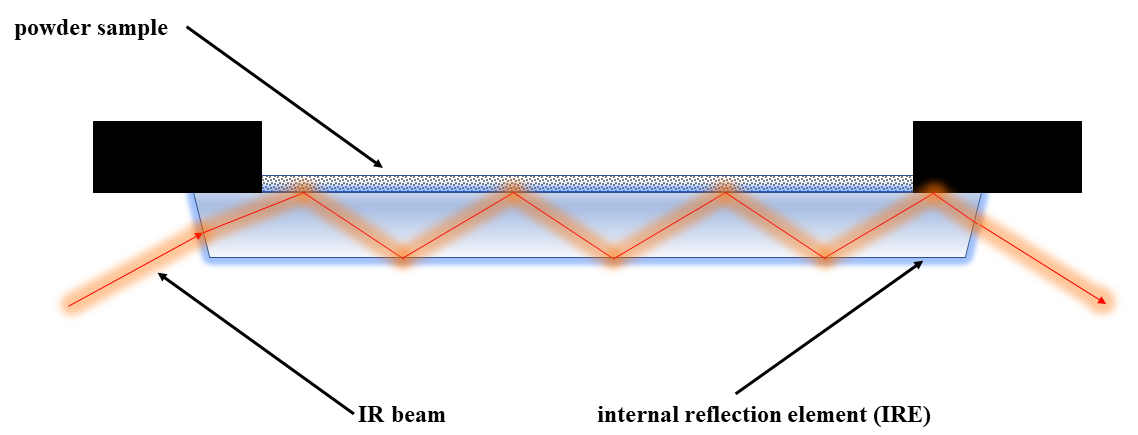 powder sample
IR beam
internal reflection element (IRE)